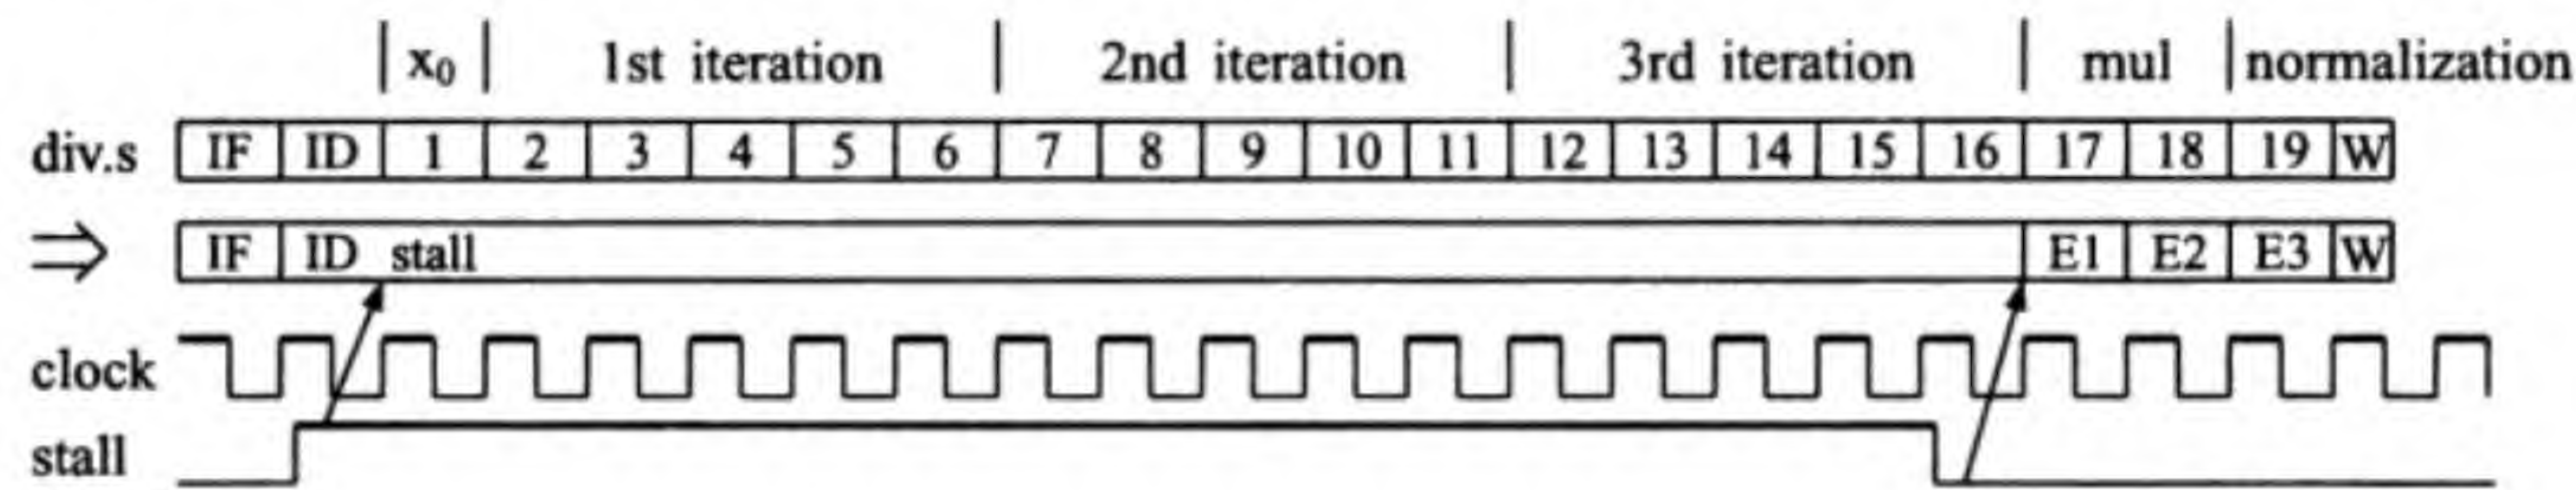 x₀ 1st iteration 2nd iteration 3rd iteration mul normalization
div.s IF ID 1 2 3 4 5 6 7 8 9 10 11 12 13 14 15 16 17 18 19 W
⇒ IF ID stall E1 E2 E3 W
clock
stall